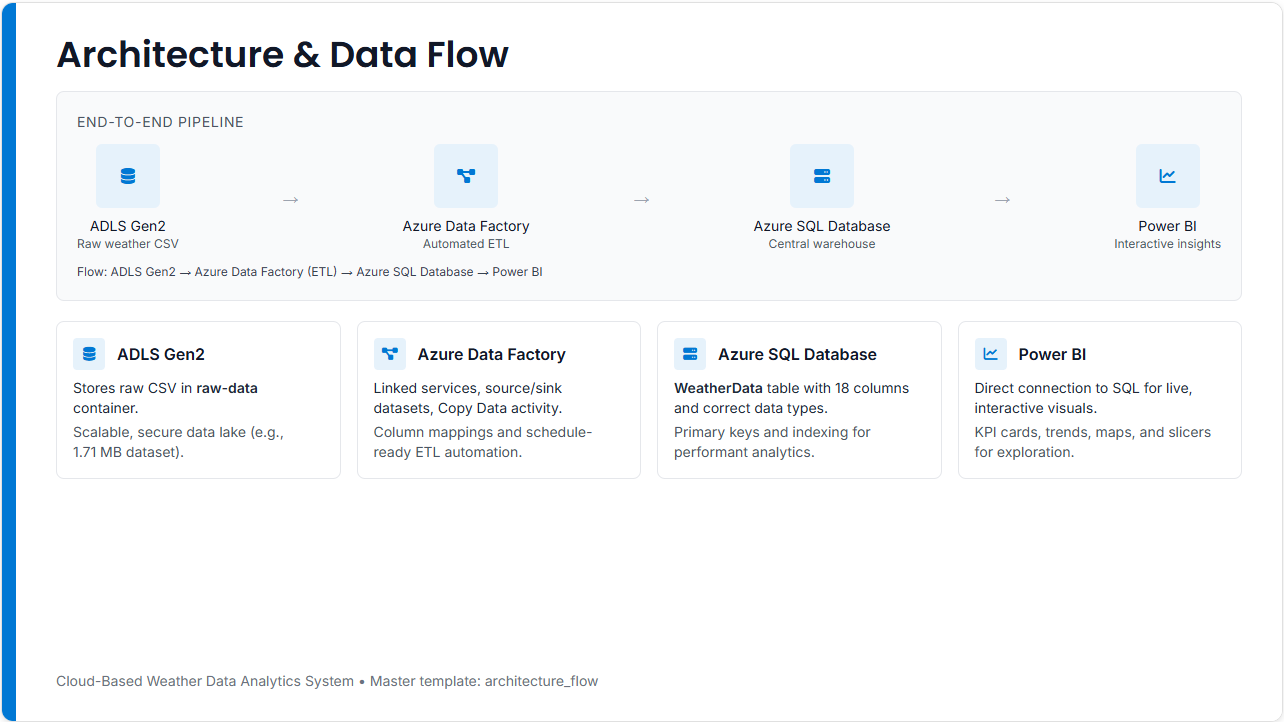 Architecture & Data Flow
END-TO-END PIPELINE
→ → →
ADLS Gen2 Azure Data Factory Azure SQL Database Power BI
Raw weather CSV Automated ETL Central warehouse Interactive insights
Flow: ADLS Gen2 → Azure Data Factory (ETL) → Azure SQL Database → Power BI
ADLS Gen2
Stores raw CSV in raw-data
container.
Scalable, secure data lake (e.g.,
1.71 MB dataset).
Azure Data Factory
Linked services, source/sink
datasets, Copy Data activity.
Column mappings and schedule-
ready ETL automation.
Azure SQL Database
WeatherData table with 18 columns
and correct data types.
Primary keys and indexing for
performant analytics.
Power BI
Direct connection to SQL for live,
interactive visuals.
KPI cards, trends, maps, and slicers
for exploration.
Cloud-Based Weather Data Analytics System • Master template: architecture_flow